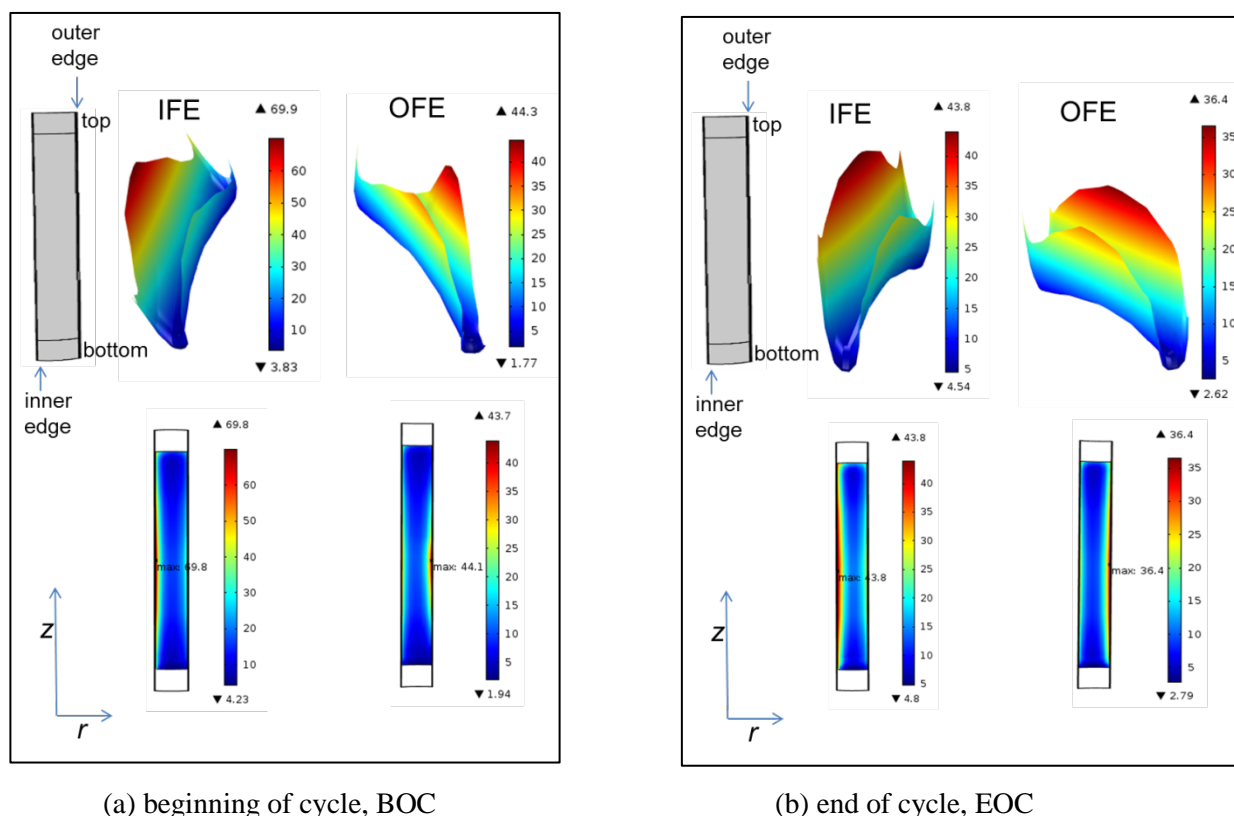 outer
edge
top
bottom
inner
edge
IFE
▲ 69.9
60
50
40
30
20
10
▼ 3.83
OFE
▲ 44.3
40
35
30
25
20
15
10
5
▼ 1.77
▲ 69.8
60
50
40
30
20
10
▼ 4.23
max: 69.8
▲ 43.7
40
35
30
25
20
15
10
5
▼ 1.94
max: 44.1
z
r
(a) beginning of cycle, BOC
outer
edge
top
bottom
inner
edge
IFE
▲ 43.8
40
35
30
25
20
15
10
5
▼ 4.54
OFE
▲ 36.4
35
30
25
20
15
10
5
▼ 2.62
▲ 43.8
40
35
30
25
20
15
10
5
▼ 4.8
max: 43.8
▲ 36.4
35
30
25
20
15
10
5
▼ 2.79
max: 36.4
z
r
(b) end of cycle, EOC